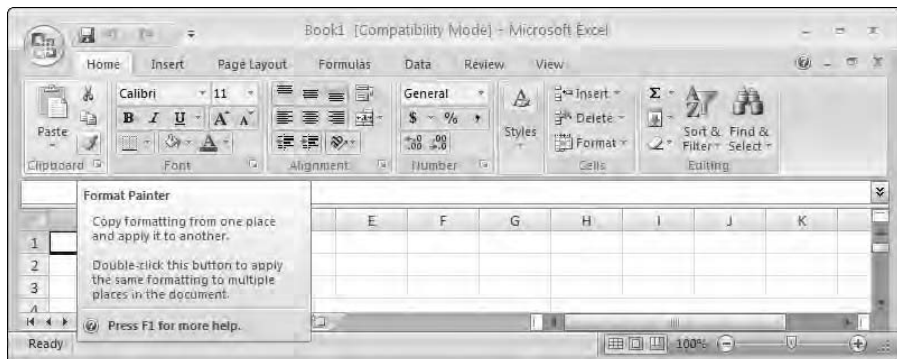 Book1 [Compatibility Mode] - Microsoft Excel
Home Insert Page Layout Formulas Data Review View
Paste
Clipboard
Calibri 11
B I U A A
A
Font
Alignment
General
$ % ,
.00 .00
Number
Styles
Insert
Delete
Format
Cells
Σ
Sort & Filter
Find & Select
Editing
Format Painter
Copy formatting from one place
and apply it to another.
Double-click this button to apply
the same formatting to multiple
places in the document.
Press F1 for more help.
E F G H I J K
1
2
3
4
Ready 100%